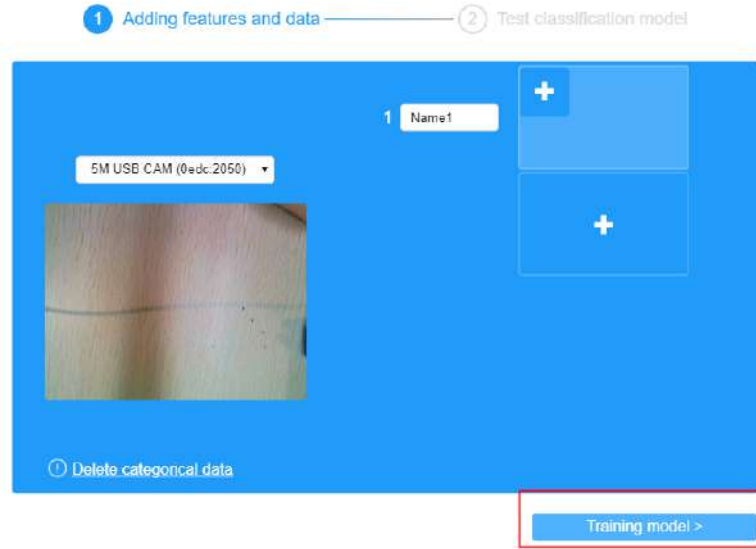 1 Adding features and data 2 Test classification model
1 Name1
5M USB CAM (0edc:2050)
Delete categorical data
Training model >